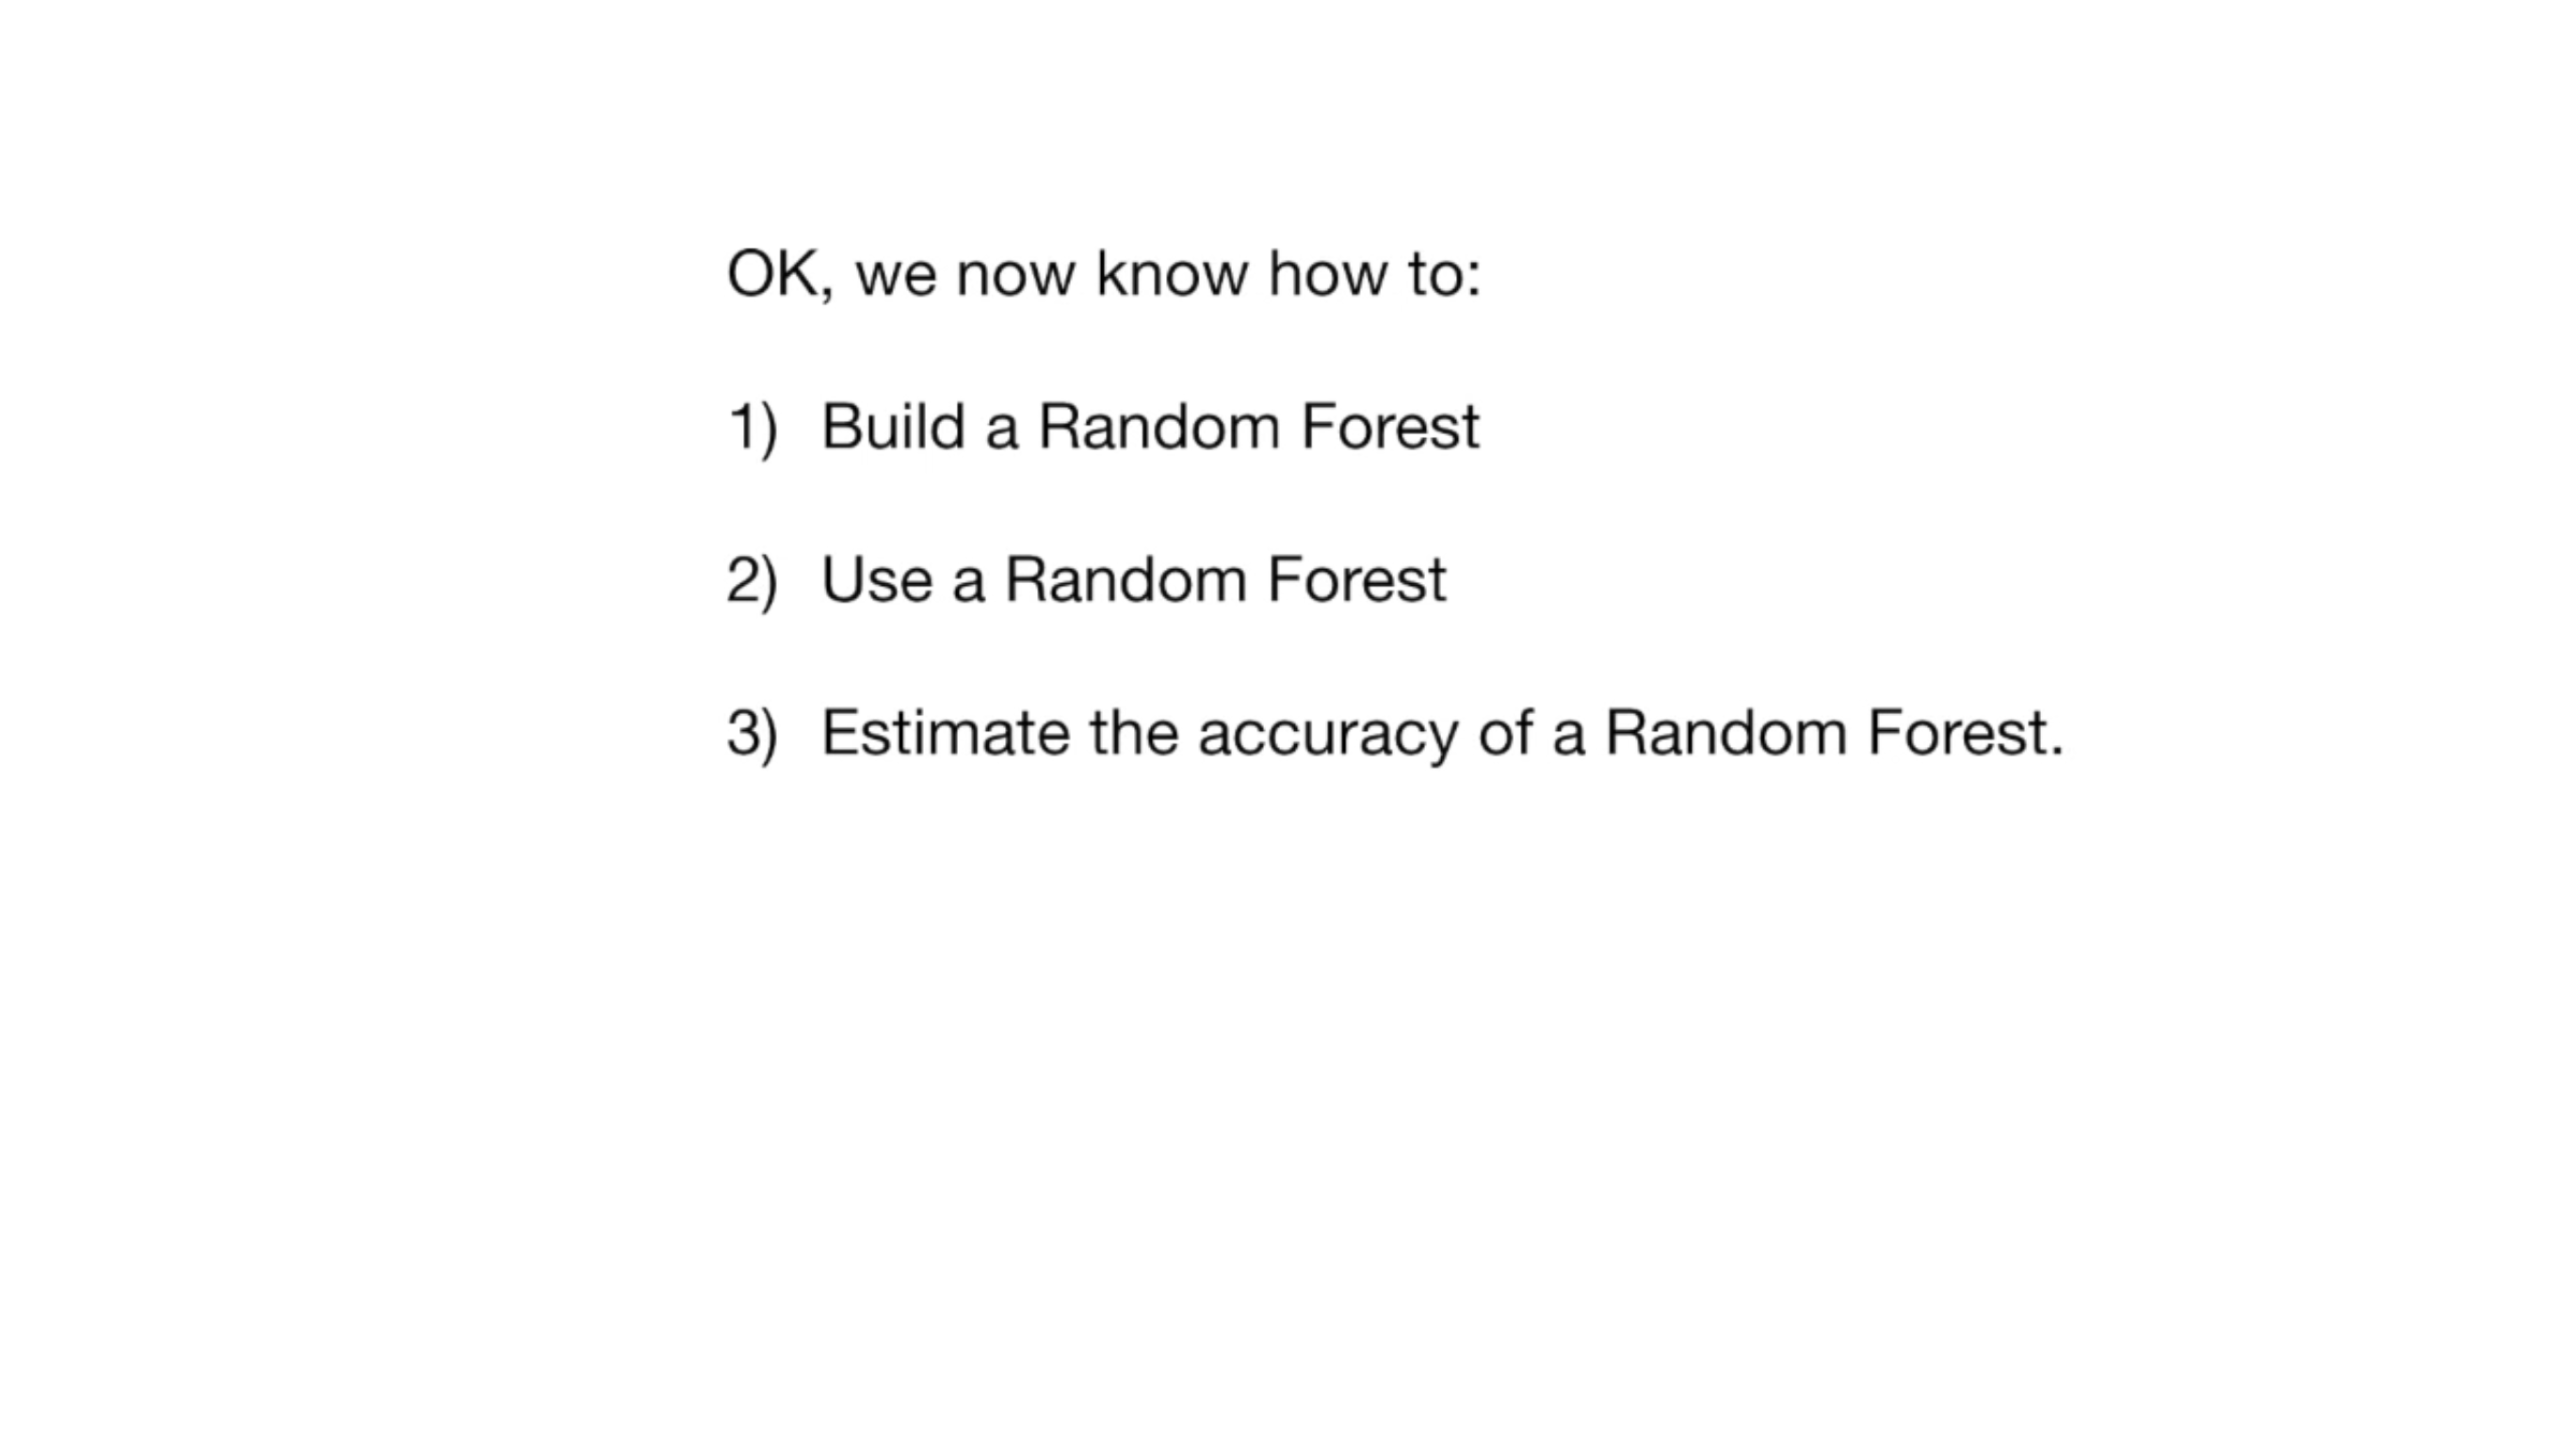 OK, we now know how to:
1) Build a Random Forest
2) Use a Random Forest
3) Estimate the accuracy of a Random Forest.